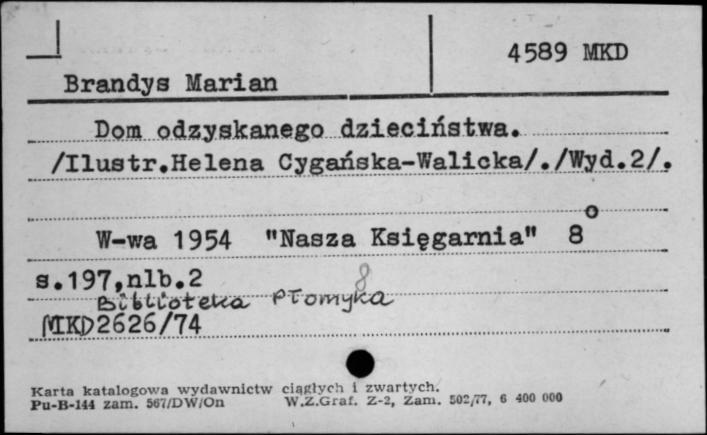 4589 MKD
Brandys Marian
Dom odzyskanego dzieciństwa.
/Ilustr.Helena Cygańska-Walicka/./Wyd.2/.
W-wa 1954 "Nasza Księgarnia" 8o
s.197,nlb.2 8
Biblioteka Płomyka
MKD2626/74
Karta katalogowa wydawnictw ciągłych i zwartych.
Pu-B-144 zam. 567/DW/On W.Z.Graf. Z-2, Zam. 502/77, 6 400 000